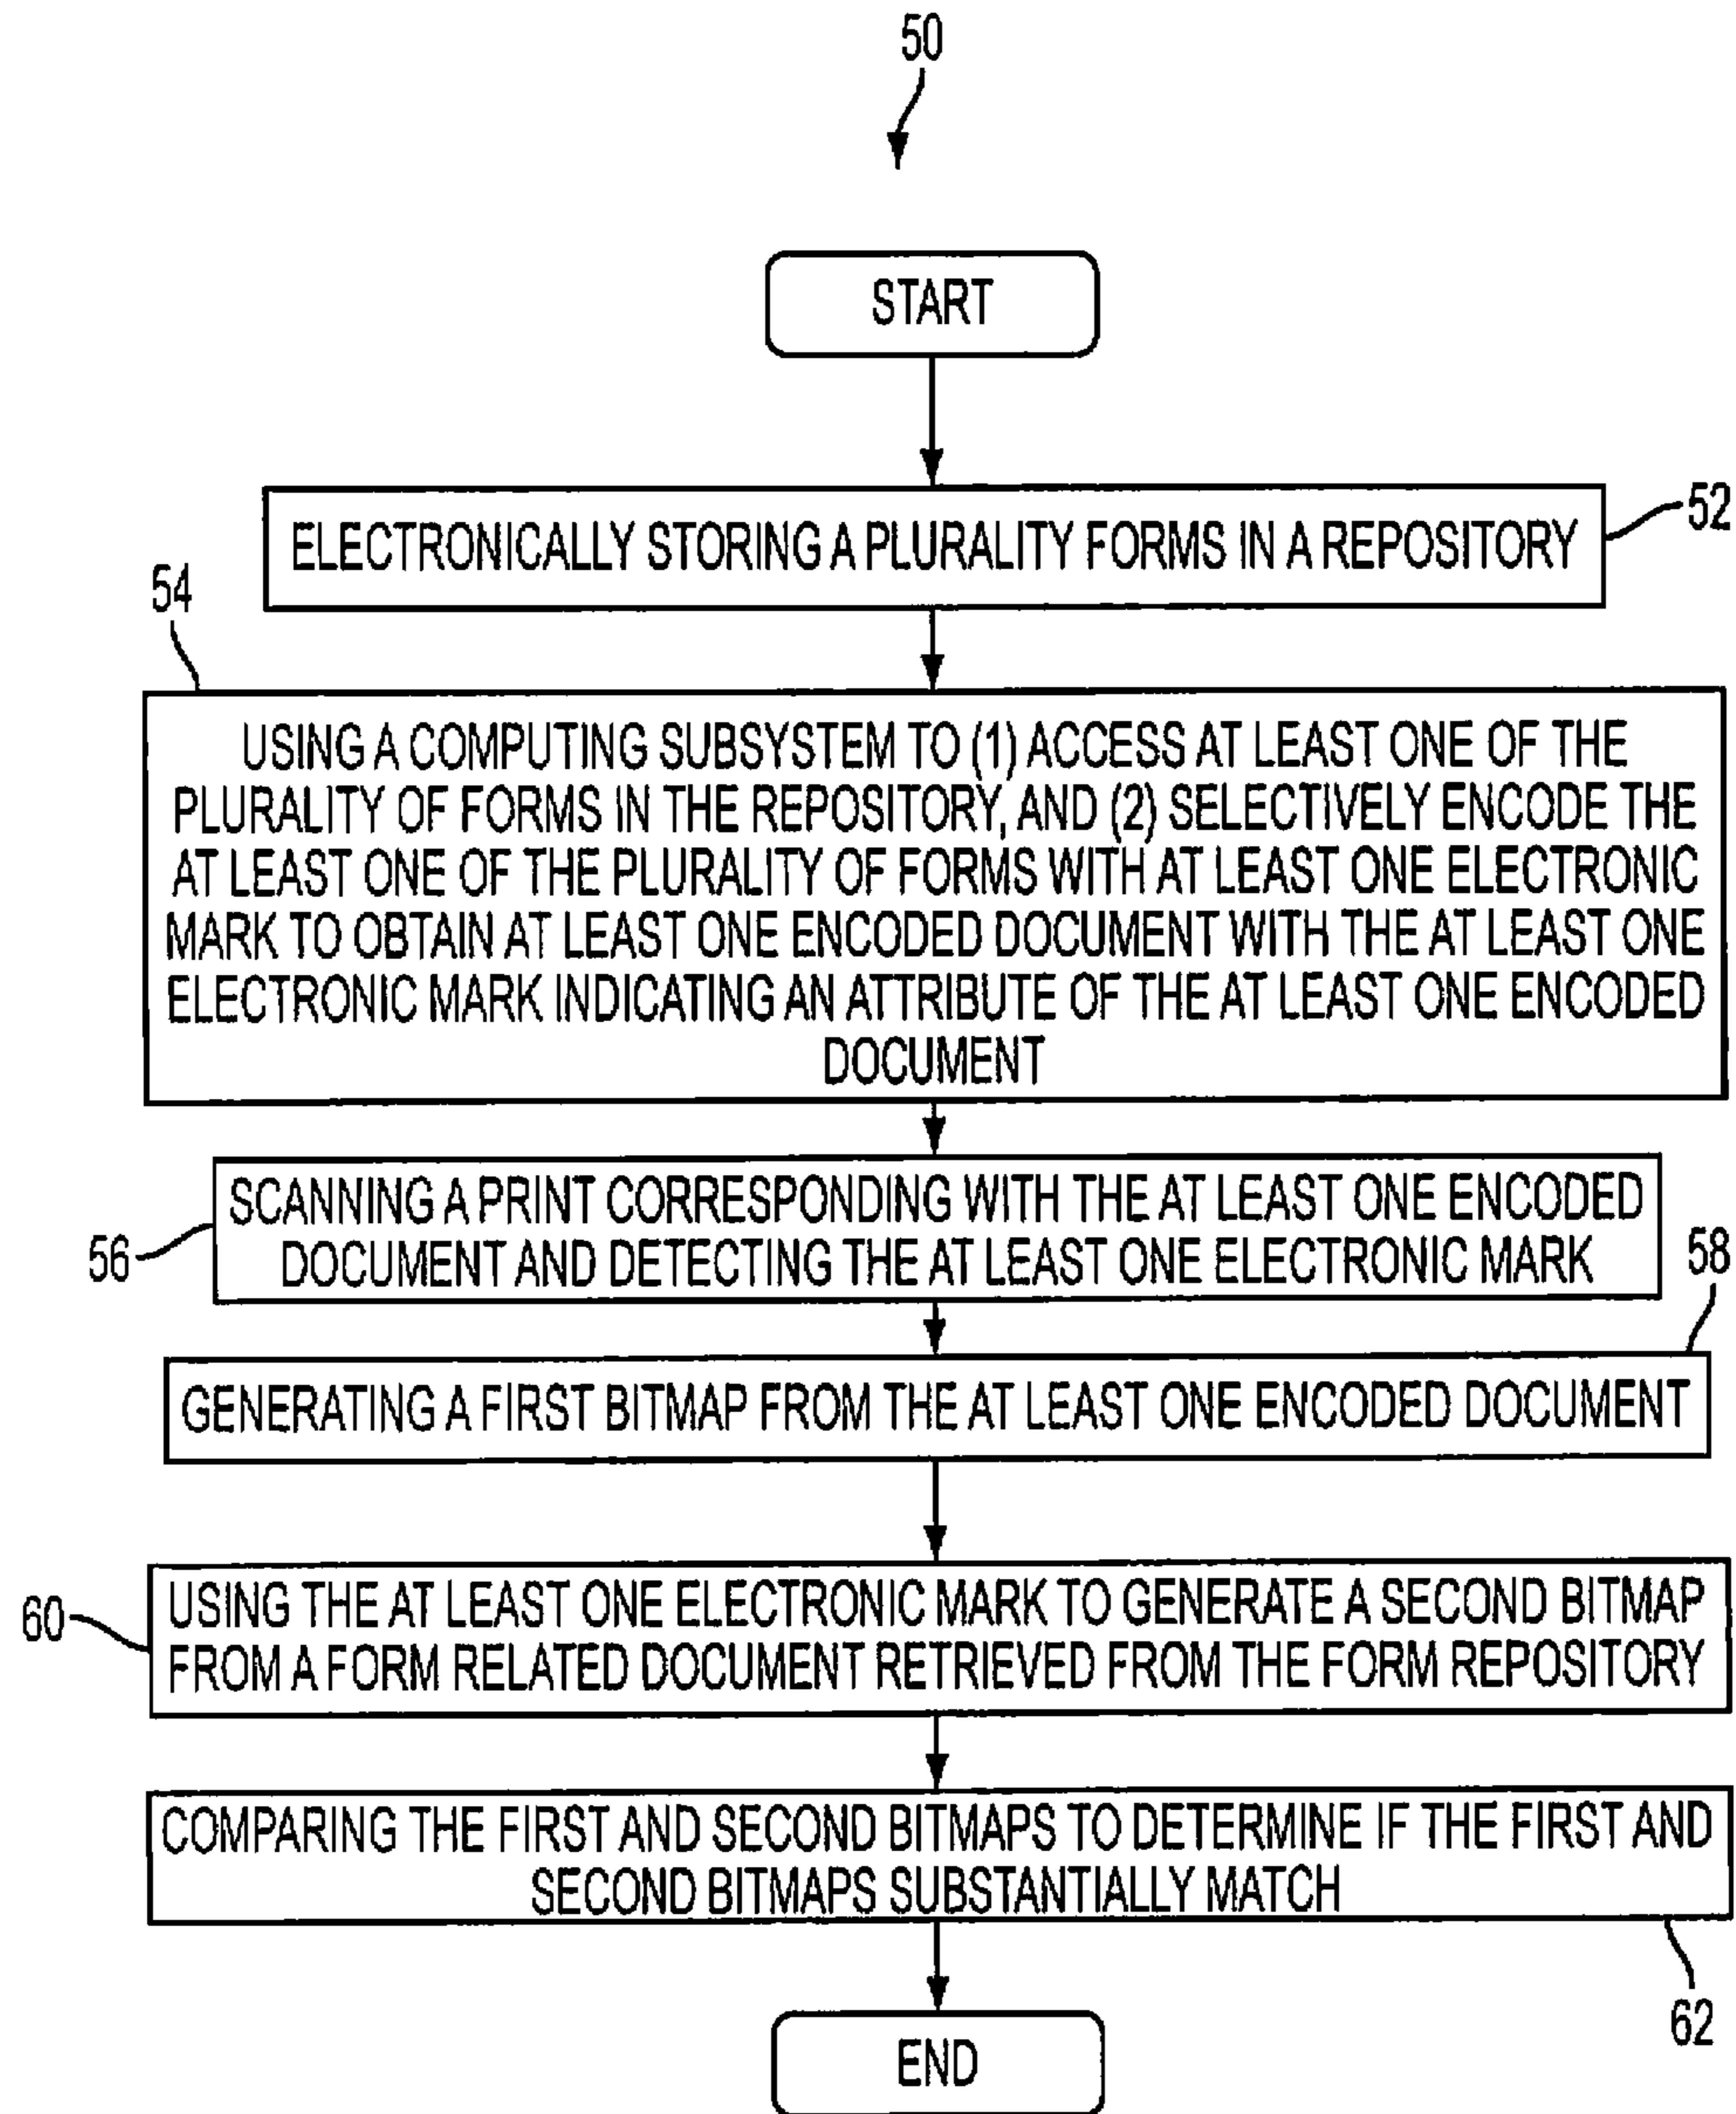 50
START
ELECTRONICALLY STORING A PLURALITY FORMS IN A REPOSITORY
52
54
USING A COMPUTING SUBSYSTEM TO (1) ACCESS AT LEAST ONE OF THE
PLURALITY OF FORMS IN THE REPOSITORY, AND (2) SELECTIVELY ENCODE THE
AT LEAST ONE OF THE PLURALITY OF FORMS WITH AT LEAST ONE ELECTRONIC
MARK TO OBTAIN AT LEAST ONE ENCODED DOCUMENT WITH THE AT LEAST ONE
ELECTRONIC MARK INDICATING AN ATTRIBUTE OF THE AT LEAST ONE ENCODED
DOCUMENT
SCANNING A PRINT CORRESPONDING WITH THE AT LEAST ONE ENCODED
DOCUMENT AND DETECTING THE AT LEAST ONE ELECTRONIC MARK
56
58
GENERATING A FIRST BITMAP FROM THE AT LEAST ONE ENCODED DOCUMENT
60
USING THE AT LEAST ONE ELECTRONIC MARK TO GENERATE A SECOND BITMAP
FROM A FORM RELATED DOCUMENT RETRIEVED FROM THE FORM REPOSITORY
COMPARING THE FIRST AND SECOND BITMAPS TO DETERMINE IF THE FIRST AND
SECOND BITMAPS SUBSTANTIALLY MATCH
62
END